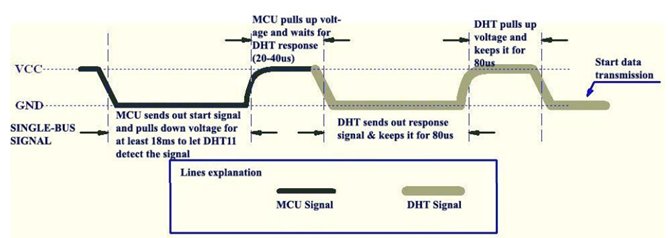 MCU pulls up volt-
age and waits for
DHT response
(20-40us)
DHT pulls up
voltage and
keeps it for
80us
Start data
transmission
VCC
GND
SINGLE-BUS
SIGNAL
MCU sends out start signal
and pulls down voltage for
at least 18ms to let DHT11
detect the signal
DHT sends out response
signal & keeps it for 80us
Lines explanation
MCU Signal
DHT Signal